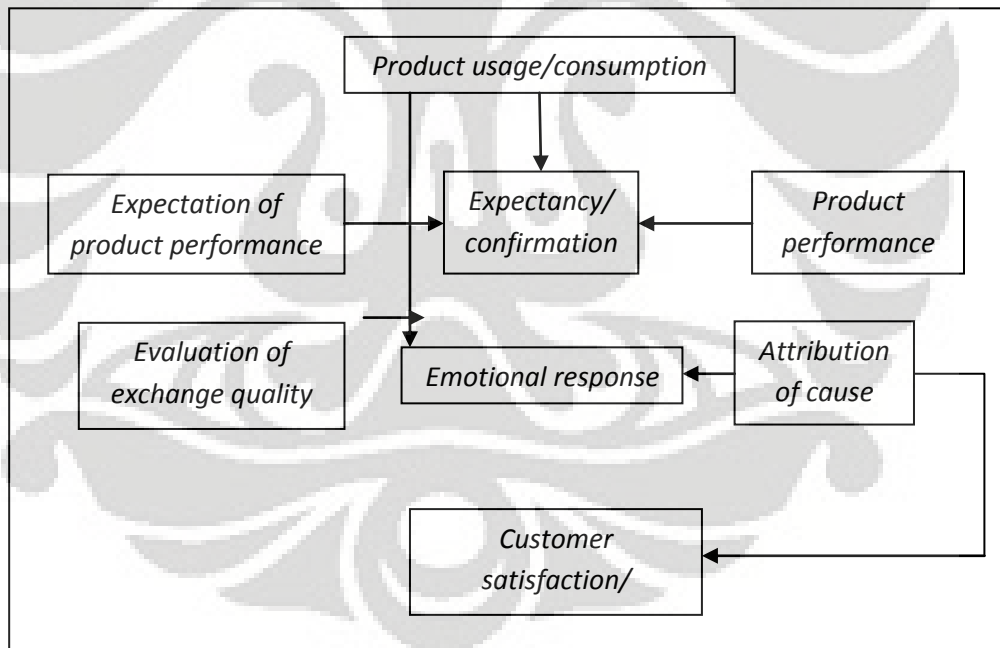 Product usage/consumption
Expectation of
product performance
Expectancy/
confirmation
Product
performance
Evaluation of
exchange quality
Emotional response
Attribution
of cause
Customer
satisfaction/